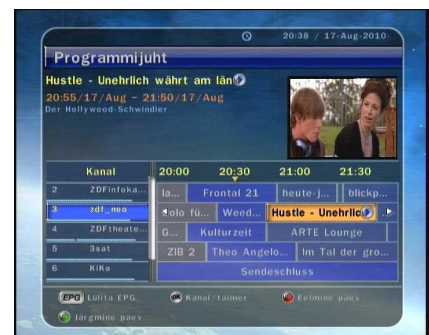 20:38 / 17-Aug-2010
Programmijuht
Hustle - Unehrlich währt am län
20:55/17/Aug - 21:50/17/Aug
Der Hollywood-Schwindler
Kanal 20:00 20:30 21:00 21:30
2 ZDFinfoka... la... Frontal 21 heute-j... blickp...
3 zdf_neo Solo fü... Weed... Hustle - Unehrlic
4 ZDFtheate... G... Kulturzeit ARTE Lounge
5 3sat ZIB 2 Theo Angelo... Im Tal der gro...
6 KiKa Sendeschluss
EPG Lülita EPG OK Kanal/taimer Eelmine päev
Järgmine päev